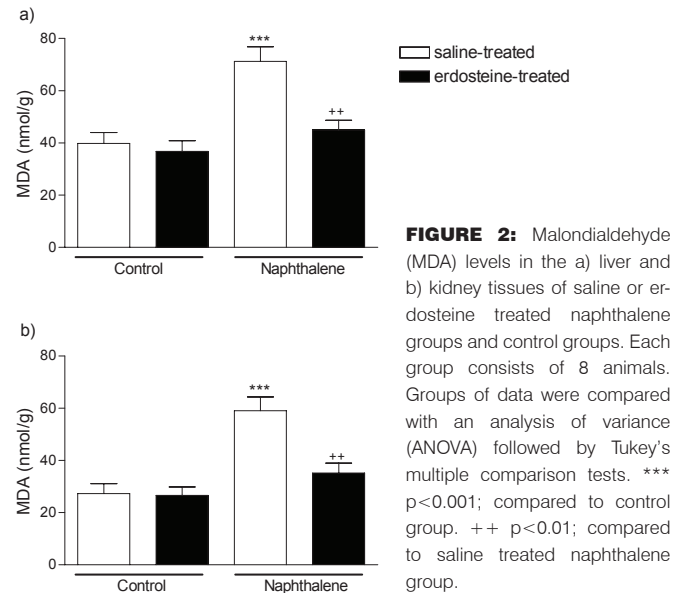 a)
80
60
40
20
0
MDA (nmol/g)
***
++
Control
Naphthalene
saline-treated
erdosteine-treated
b)
80
60
40
20
0
MDA (nmol/g)
***
++
Control
Naphthalene
FIGURE 2: Malondialdehyde
(MDA) levels in the a) liver and
b) kidney tissues of saline or er-
dosteine treated naphthalene
groups and control groups. Each
group consists of 8 animals.
Groups of data were compared
with an analysis of variance
(ANOVA) followed by Tukey's
multiple comparison tests. ***
p<0.001; compared to control
group. ++ p<0.01; compared
to saline treated naphthalene
group.